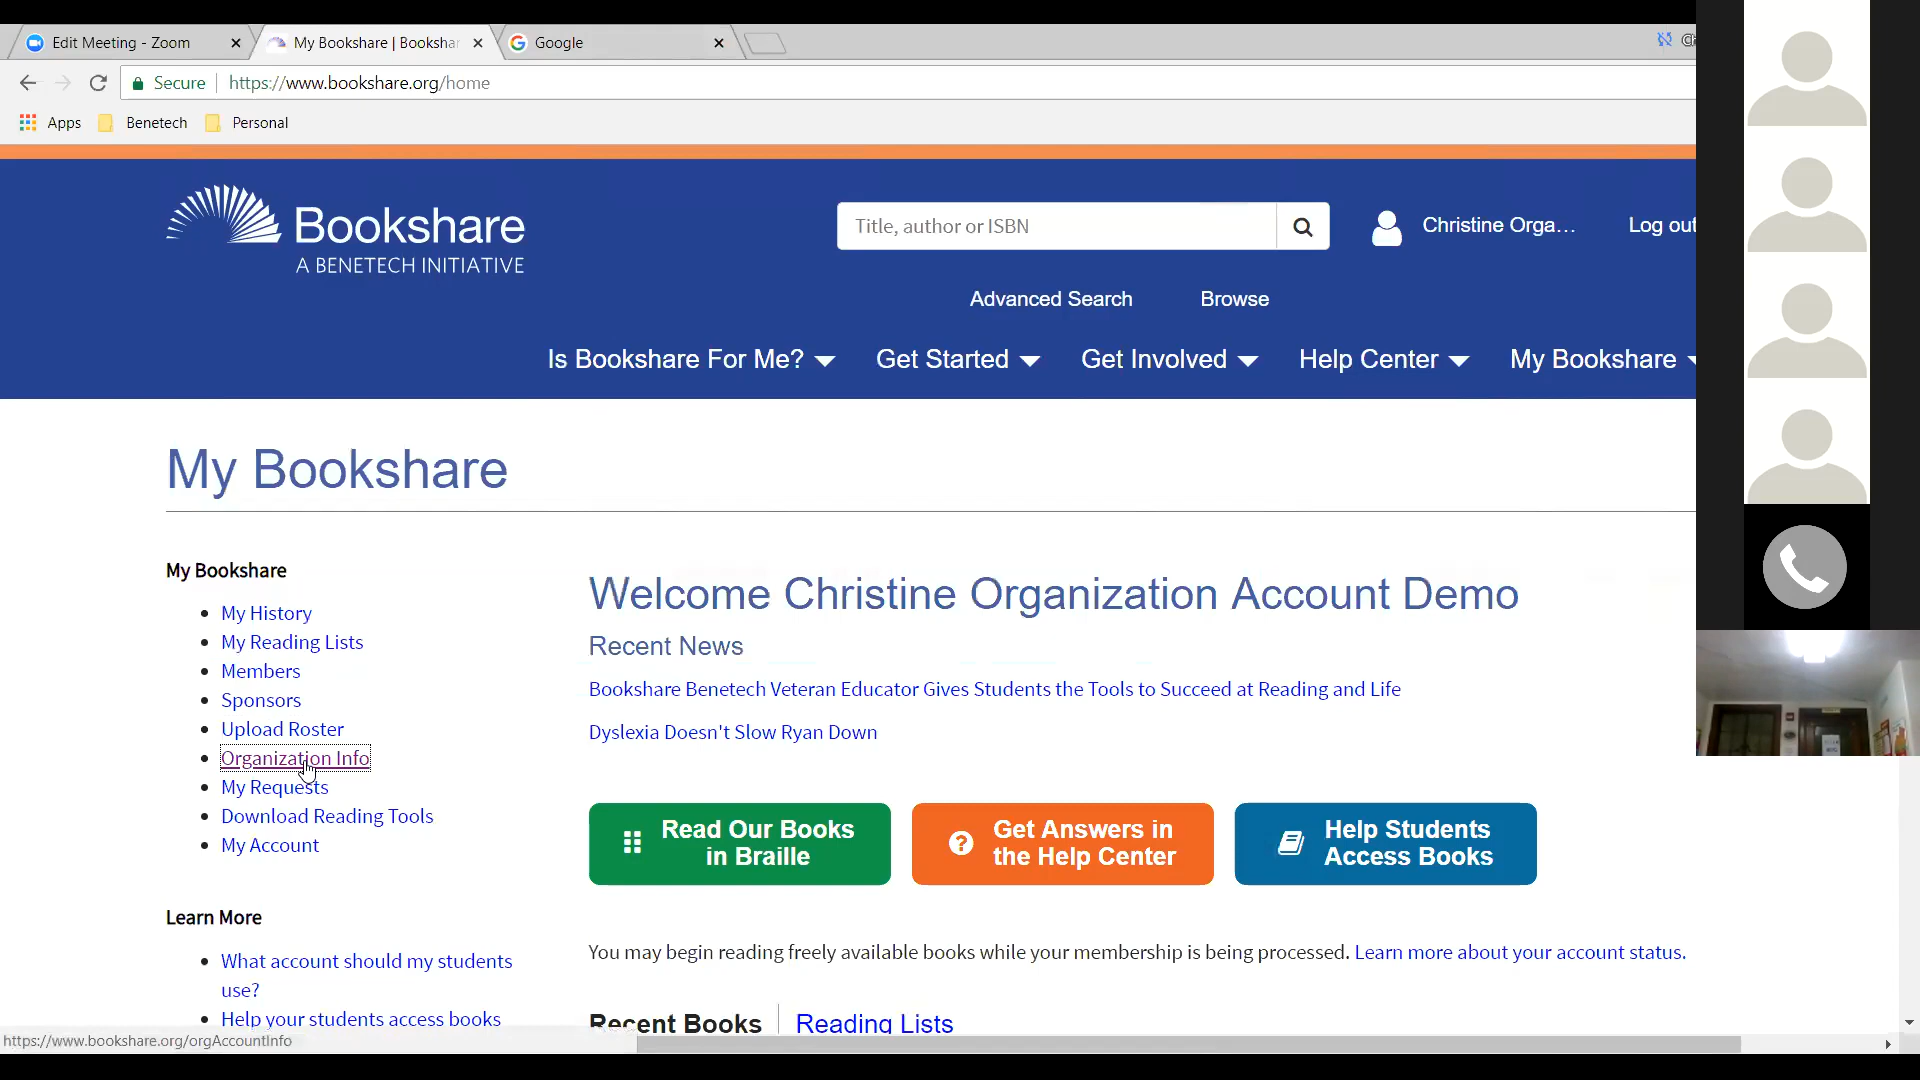 Edit Meeting - Zoom
My Bookshare | Bookshar
Google
Secure
https://www.bookshare.org/home
Apps
Benetech
Personal
Bookshare
A BENETECH INITIATIVE
Title, author or ISBN
Christine Orga...
Log out
Advanced Search
Browse
Is Bookshare For Me?
Get Started
Get Involved
Help Center
My Bookshare
My Bookshare
My Bookshare
My History
My Reading Lists
Members
Sponsors
Upload Roster
Organization Info
My Requests
Download Reading Tools
My Account
Learn More
What account should my students
use?
Help your students access books
Welcome Christine Organization Account Demo
Recent News
Bookshare Benetech Veteran Educator Gives Students the Tools to Succeed at Reading and Life
Dyslexia Doesn't Slow Ryan Down
Read Our Books
in Braille
Get Answers in
the Help Center
Help Students
Access Books
You may begin reading freely available books while your membership is being processed. Learn more about your account status.
Recent Books
Reading Lists
https://www.bookshare.org/orgAccountInfo